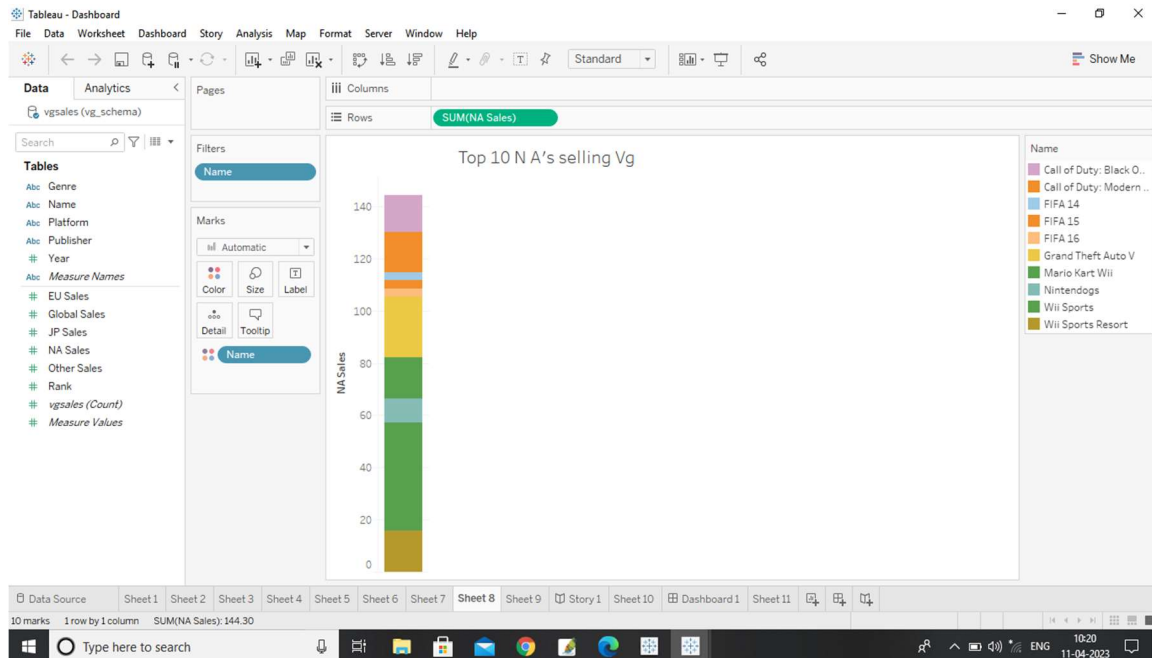 Tableau - Dashboard
File Data Worksheet Dashboard Story Analysis Map Format Server Window Help
Standard
Show Me
Data Analytics
vgsales (vg_schema)
Search
Tables
Abc Genre
Abc Name
Abc Platform
Abc Publisher
# Year
Abc Measure Names
# EU Sales
# Global Sales
# JP Sales
# NA Sales
# Other Sales
# Rank
# vgsales (Count)
# Measure Values
Pages
Filters
Name
Marks
Automatic
Color Size Label
Detail Tooltip
Name
Columns
Rows SUM(NA Sales)
Top 10 N A's selling Vg
NA Sales
140
120
100
80
60
40
20
0
Name
Call of Duty: Black O..
Call of Duty: Modern ..
FIFA 14
FIFA 15
FIFA 16
Grand Theft Auto V
Mario Kart Wii
Nintendogs
Wii Sports
Wii Sports Resort
Data Source Sheet 1 Sheet 2 Sheet 3 Sheet 4 Sheet 5 Sheet 6 Sheet 7 Sheet 8 Sheet 9 Story 1 Sheet 10 Dashboard 1 Sheet 11
10 marks 1 row by 1 column SUM(NA Sales): 144.30
Type here to search
ENG
10:20
11-04-2023